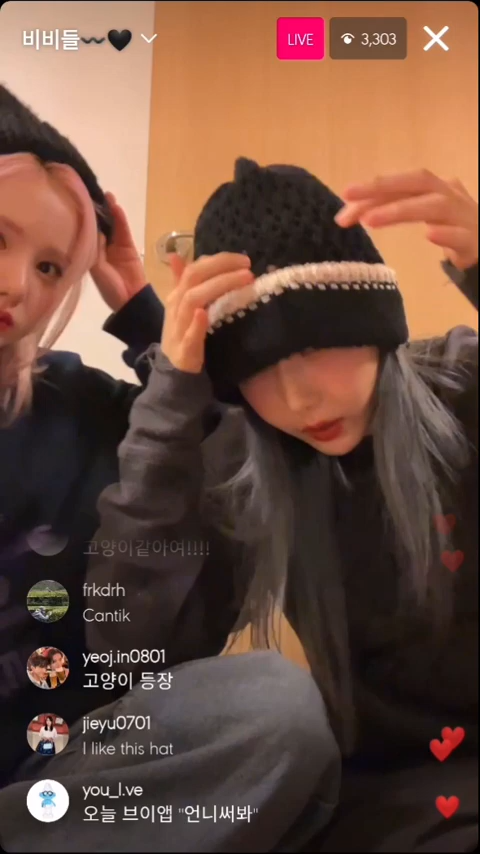 비비들〰️🖤
LIVE
3,303
고양이같아여!!!!
frkdrh
Cantik
yeoj.in0801
고양이 등장
jieyu0701
I like this hat
you_l.ve
오늘 브이앱 "언니써봐"